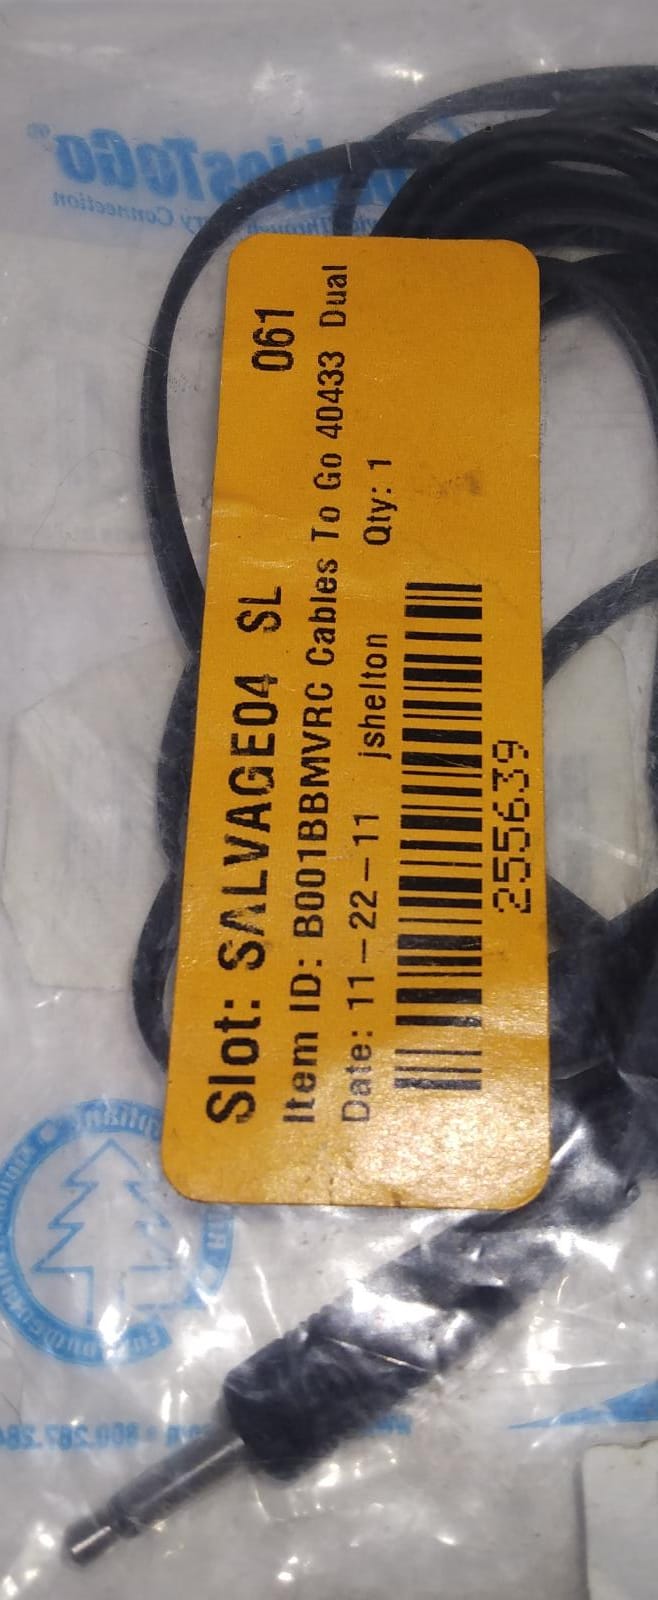 CablesToGo®
Slot: SALVAGE04 SL 061
Item ID: B001BBMVRC Cables To Go 40433 Dual
Date: 11-22-11 jshelton Qty: 1
255639